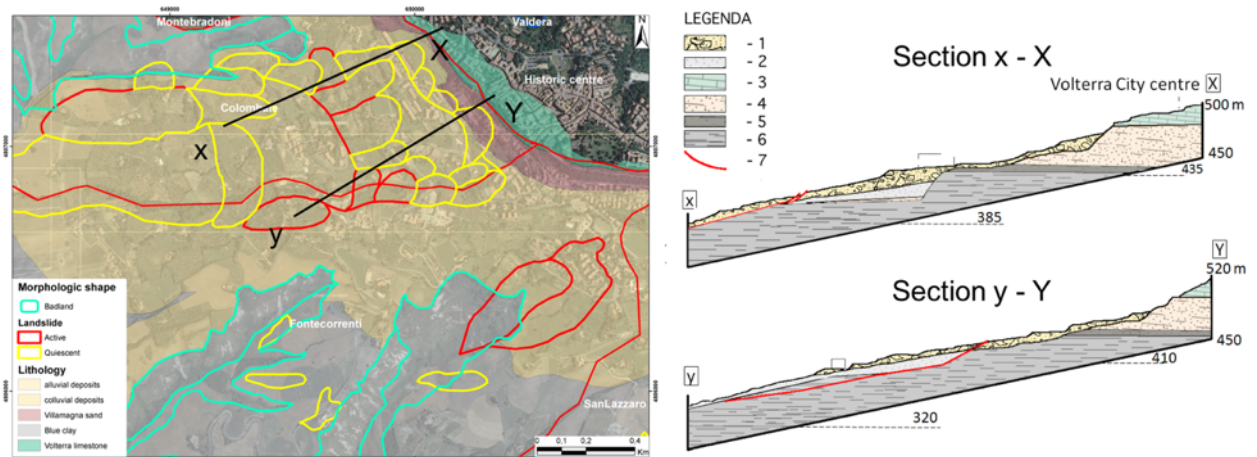 Montebradoni
Valdera
649000
690000
N
X
Historic centre
Colombaie
Y
x
4807000
y
Morphologic shape
Badland
Landslide
Active
Quiescent
Lithology
alluvial deposits
colluvial deposits
Villamagna sand
Blue clay
Volterra limestone
Fontecorrenti
SanLazzaro
0 0,1 0,2 0.4
Km
LEGENDA
- 1
- 2
- 3
- 4
- 5
- 6
- 7
Section x - X
Volterra City centre X
500 m
450
435
x
385
Section y - Y
Y
520 m
450
410
y
320